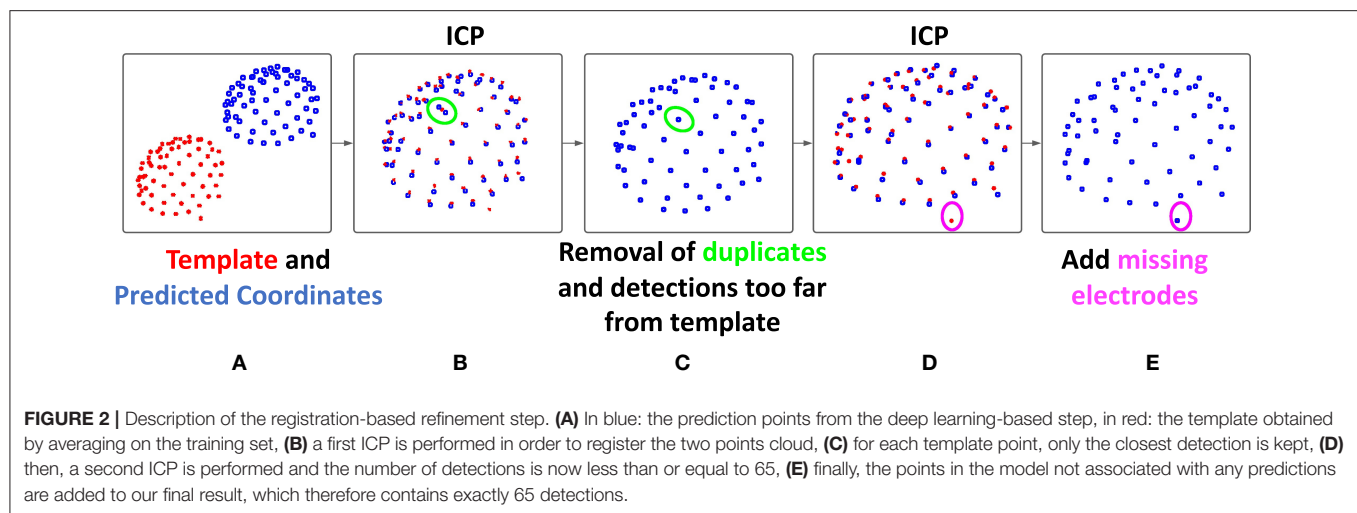 ICP
ICP
Template and
Predicted Coordinates
Removal of duplicates
and detections too far
from template
Add missing
electrodes
A
B
C
D
E
FIGURE 2 | Description of the registration-based refinement step. (A) In blue: the prediction points from the deep learning-based step, in red: the template obtained
by averaging on the training set, (B) a first ICP is performed in order to register the two points cloud, (C) for each template point, only the closest detection is kept, (D)
then, a second ICP is performed and the number of detections is now less than or equal to 65, (E) finally, the points in the model not associated with any predictions
are added to our final result, which therefore contains exactly 65 detections.